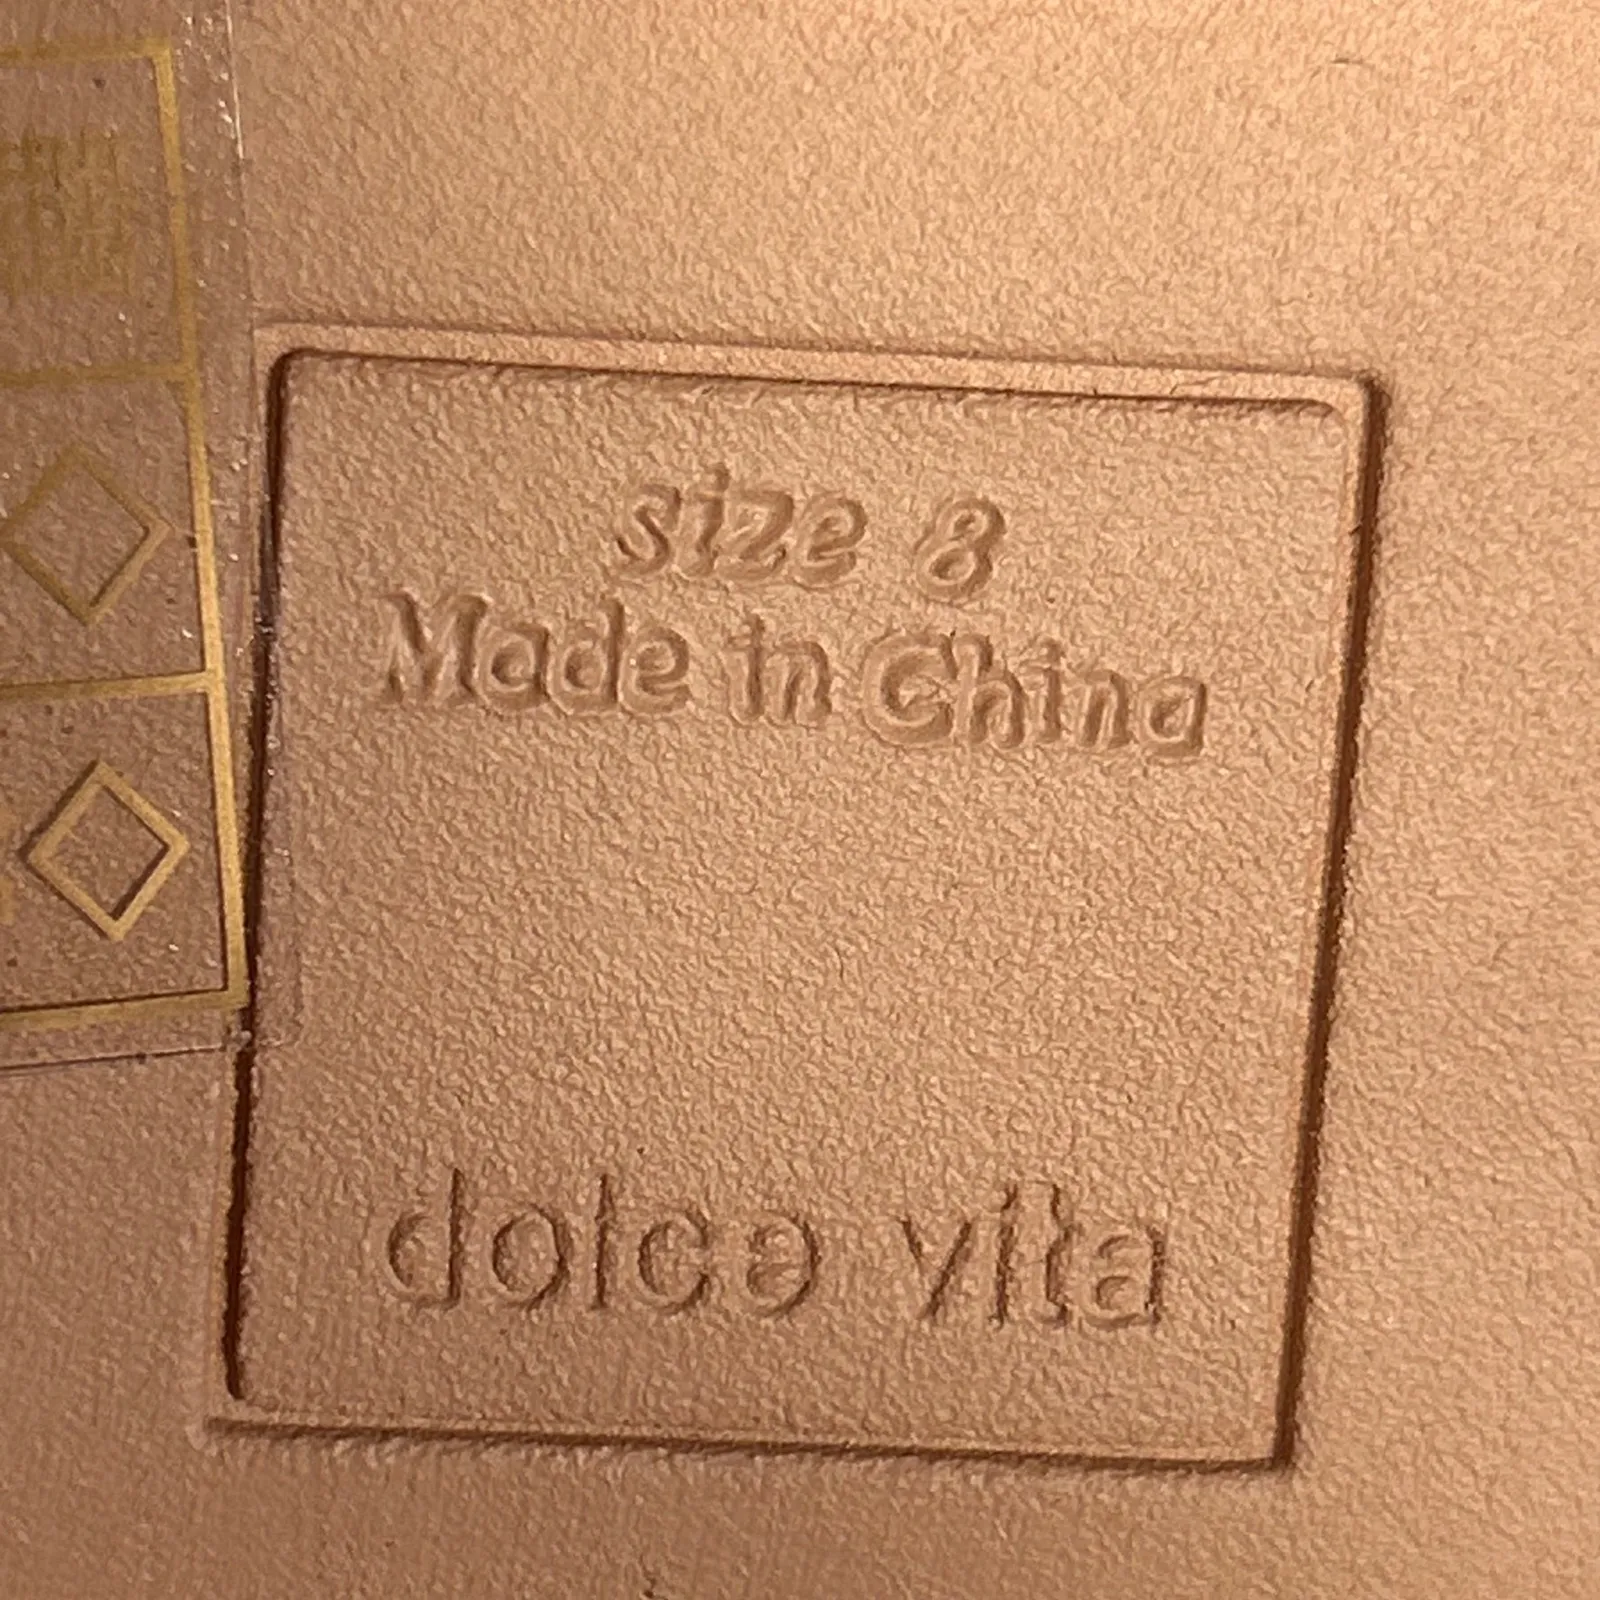 size 8
Made in China
dolce vita